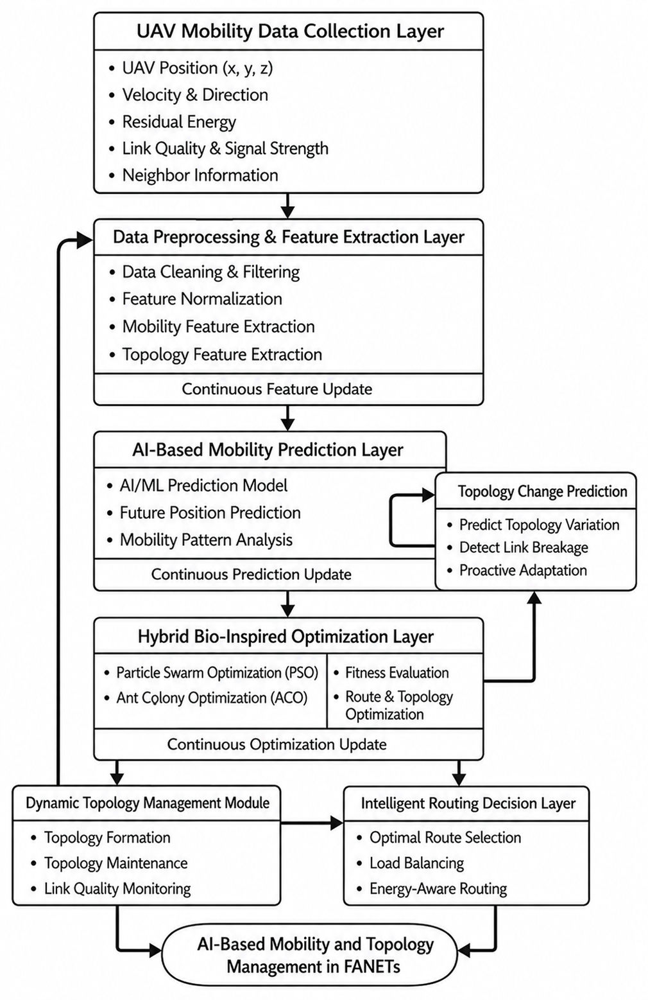 UAV Mobility Data Collection Layer
• UAV Position (x, y, z)
• Velocity & Direction
• Residual Energy
• Link Quality & Signal Strength
• Neighbor Information
Data Preprocessing & Feature Extraction Layer
• Data Cleaning & Filtering
• Feature Normalization
• Mobility Feature Extraction
• Topology Feature Extraction
Continuous Feature Update
AI-Based Mobility Prediction Layer
• AI/ML Prediction Model
• Future Position Prediction
• Mobility Pattern Analysis
Continuous Prediction Update
Topology Change Prediction
• Predict Topology Variation
• Detect Link Breakage
• Proactive Adaptation
Hybrid Bio-Inspired Optimization Layer
• Particle Swarm Optimization (PSO)
• Ant Colony Optimization (ACO)
• Fitness Evaluation
• Route & Topology
Optimization
Continuous Optimization Update
Dynamic Topology Management Module
• Topology Formation
• Topology Maintenance
• Link Quality Monitoring
Intelligent Routing Decision Layer
• Optimal Route Selection
• Load Balancing
• Energy-Aware Routing
AI-Based Mobility and Topology
Management in FANETs